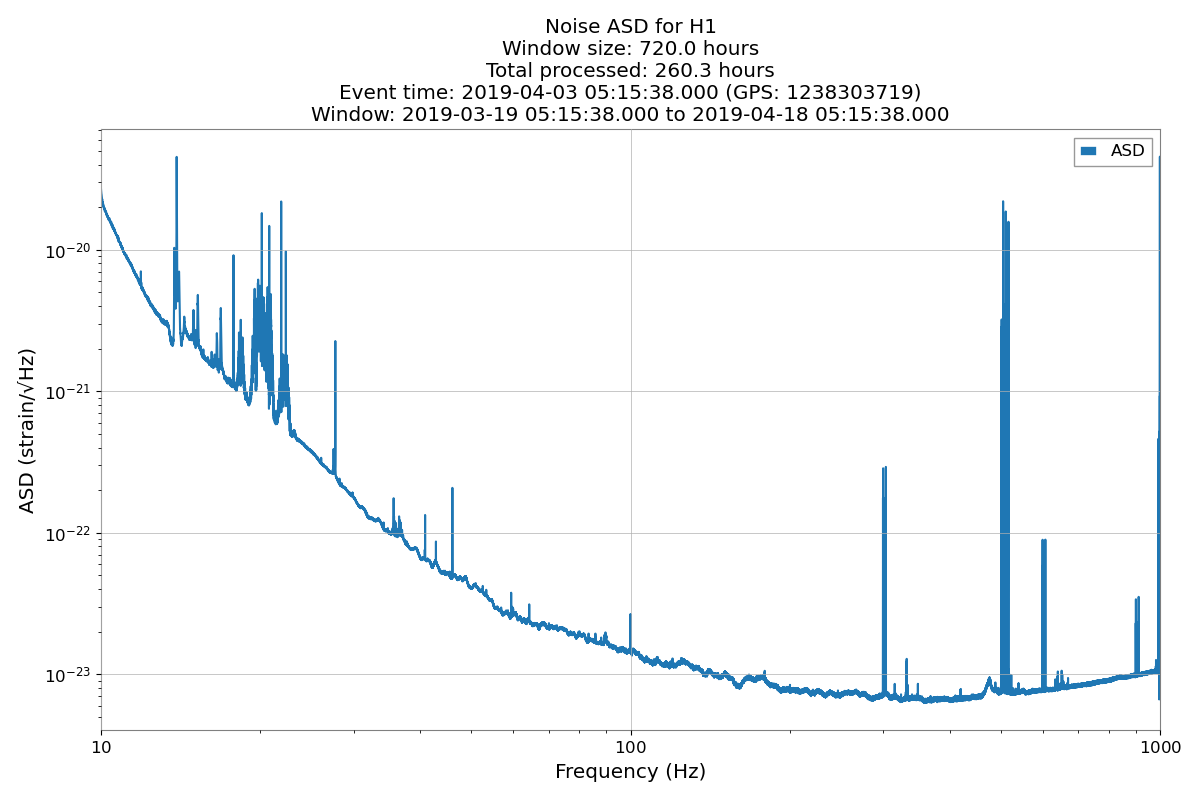 Noise ASD for H1
Window size: 720.0 hours
Total processed: 260.3 hours
Event time: 2019-04-03 05:15:38.000 (GPS: 1238303719)
Window: 2019-03-19 05:15:38.000 to 2019-04-18 05:15:38.000
ASD
10⁻²⁰
10⁻²¹
10⁻²²
10⁻²³
ASD (strain/√Hz)
10 100 1000
Frequency (Hz)